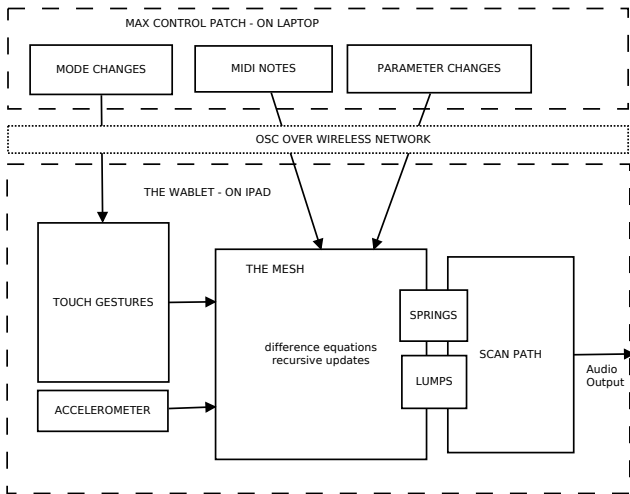 MAX CONTROL PATCH - ON LAPTOP
MODE CHANGES
MIDI NOTES
PARAMETER CHANGES
OSC OVER WIRELESS NETWORK
THE WABLET - ON IPAD
TOUCH GESTURES
ACCELEROMETER
THE MESH
difference equations
recursive updates
SPRINGS
LUMPS
SCAN PATH
Audio
Output